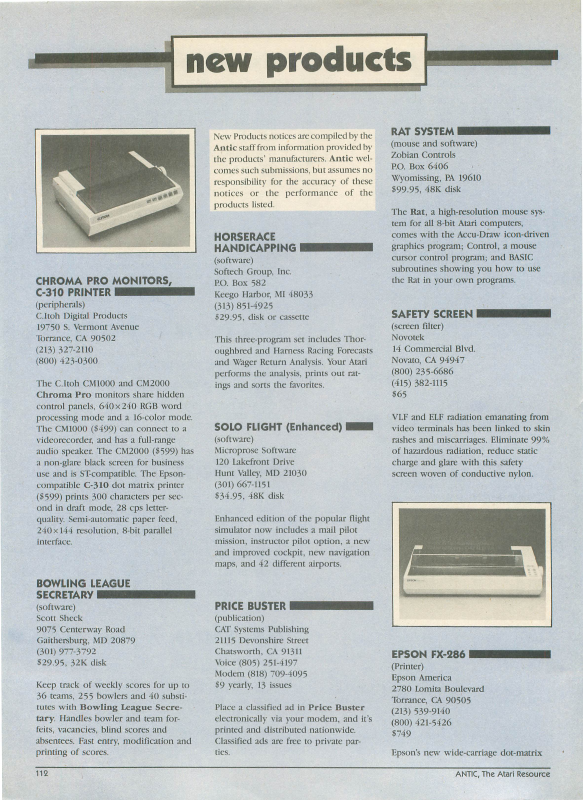 new products
CHROMA PRO MONITORS,
C-310 PRINTER
(peripherals)
C.Itoh Digital Products
19750 S. Vermont Avenue
Torrance, CA 90502
(213) 327-2110
(800) 423-0300
The C.Itoh CM1000 and CM2000
Chroma Pro monitors share hidden
control panels, 640×240 RGB word
processing mode and a 16-color mode.
The CM1000 ($499) can connect to a
videorecorder, and has a full-range
audio speaker. The CM2000 ($599) has
a non-glare black screen for business
use and is ST-compatible. The Epson-
compatible C-310 dot matrix printer
($599) prints 300 characters per sec-
ond in draft mode, 28 cps letter-
quality. Semi-automatic paper feed,
240×144 resolution, 8-bit parallel
interface.
BOWLING LEAGUE
SECRETARY
(software)
Scott Sheck
9075 Centerway Road
Gaithersburg, MD 20879
(301) 977-3792
$29.95, 32K disk
Keep track of weekly scores for up to
36 teams, 255 bowlers and 40 substi-
tutes with Bowling League Secre-
tary. Handles bowler and team for-
feits, vacancies, blind scores and
absentees. Fast entry, modification and
printing of scores.
New Products notices are compiled by the
Antic staff from information provided by
the products' manufacturers. Antic wel-
comes such submissions, but assumes no
responsibility for the accuracy of these
notices or the performance of the
products listed.
HORSERACE
HANDICAPPING
(software)
Softech Group, Inc.
P.O. Box 582
Keego Harbor, MI 48033
(313) 851-4925
$29.95, disk or cassette
This three-program set includes Thor-
oughbred and Harness Racing Forecasts
and Wager Return Analysis. Your Atari
performs the analysis, prints out rat-
ings and sorts the favorites.
SOLO FLIGHT (Enhanced)
(software)
Microprose Software
120 Lakefront Drive
Hunt Valley, MD 21030
(301) 667-1151
$34.95, 48K disk
Enhanced edition of the popular flight
simulator now includes a mail pilot
mission, instructor pilot option, a new
and improved cockpit, new navigation
maps, and 42 different airports.
PRICE BUSTER
(publication)
CAT Systems Publishing
21115 Devonshire Street
Chatsworth, CA 91311
Voice (805) 251-4197
Modem (818) 709-4095
$9 yearly, 13 issues
Place a classified ad in Price Buster
electronically via your modem, and it's
printed and distributed nationwide.
Classified ads are free to private par-
ties.
RAT SYSTEM
(mouse and software)
Zobian Controls
P.O. Box 6406
Wyomissing, PA 19610
$99.95, 48K disk
The Rat, a high-resolution mouse sys-
tem for all 8-bit Atari computers,
comes with the Accu-Draw icon-driven
graphics program; Control, a mouse
cursor control program; and BASIC
subroutines showing you how to use
the Rat in your own programs.
SAFETY SCREEN
(screen filter)
Novotek
14 Commercial Blvd.
Novato, CA 94947
(800) 235-6686
(415) 382-1115
$65
VLF and ELF radiation emanating from
video terminals has been linked to skin
rashes and miscarriages. Eliminate 99%
of hazardous radiation, reduce static
charge and glare with this safety
screen woven of conductive nylon.
EPSON FX-286
(Printer)
Epson America
2780 Lomita Boulevard
Torrance, CA 90505
(213) 539-9140
(800) 421-5426
$749
Epson's new wide-carriage dot-matrix
112
ANTIC, The Atari Resource